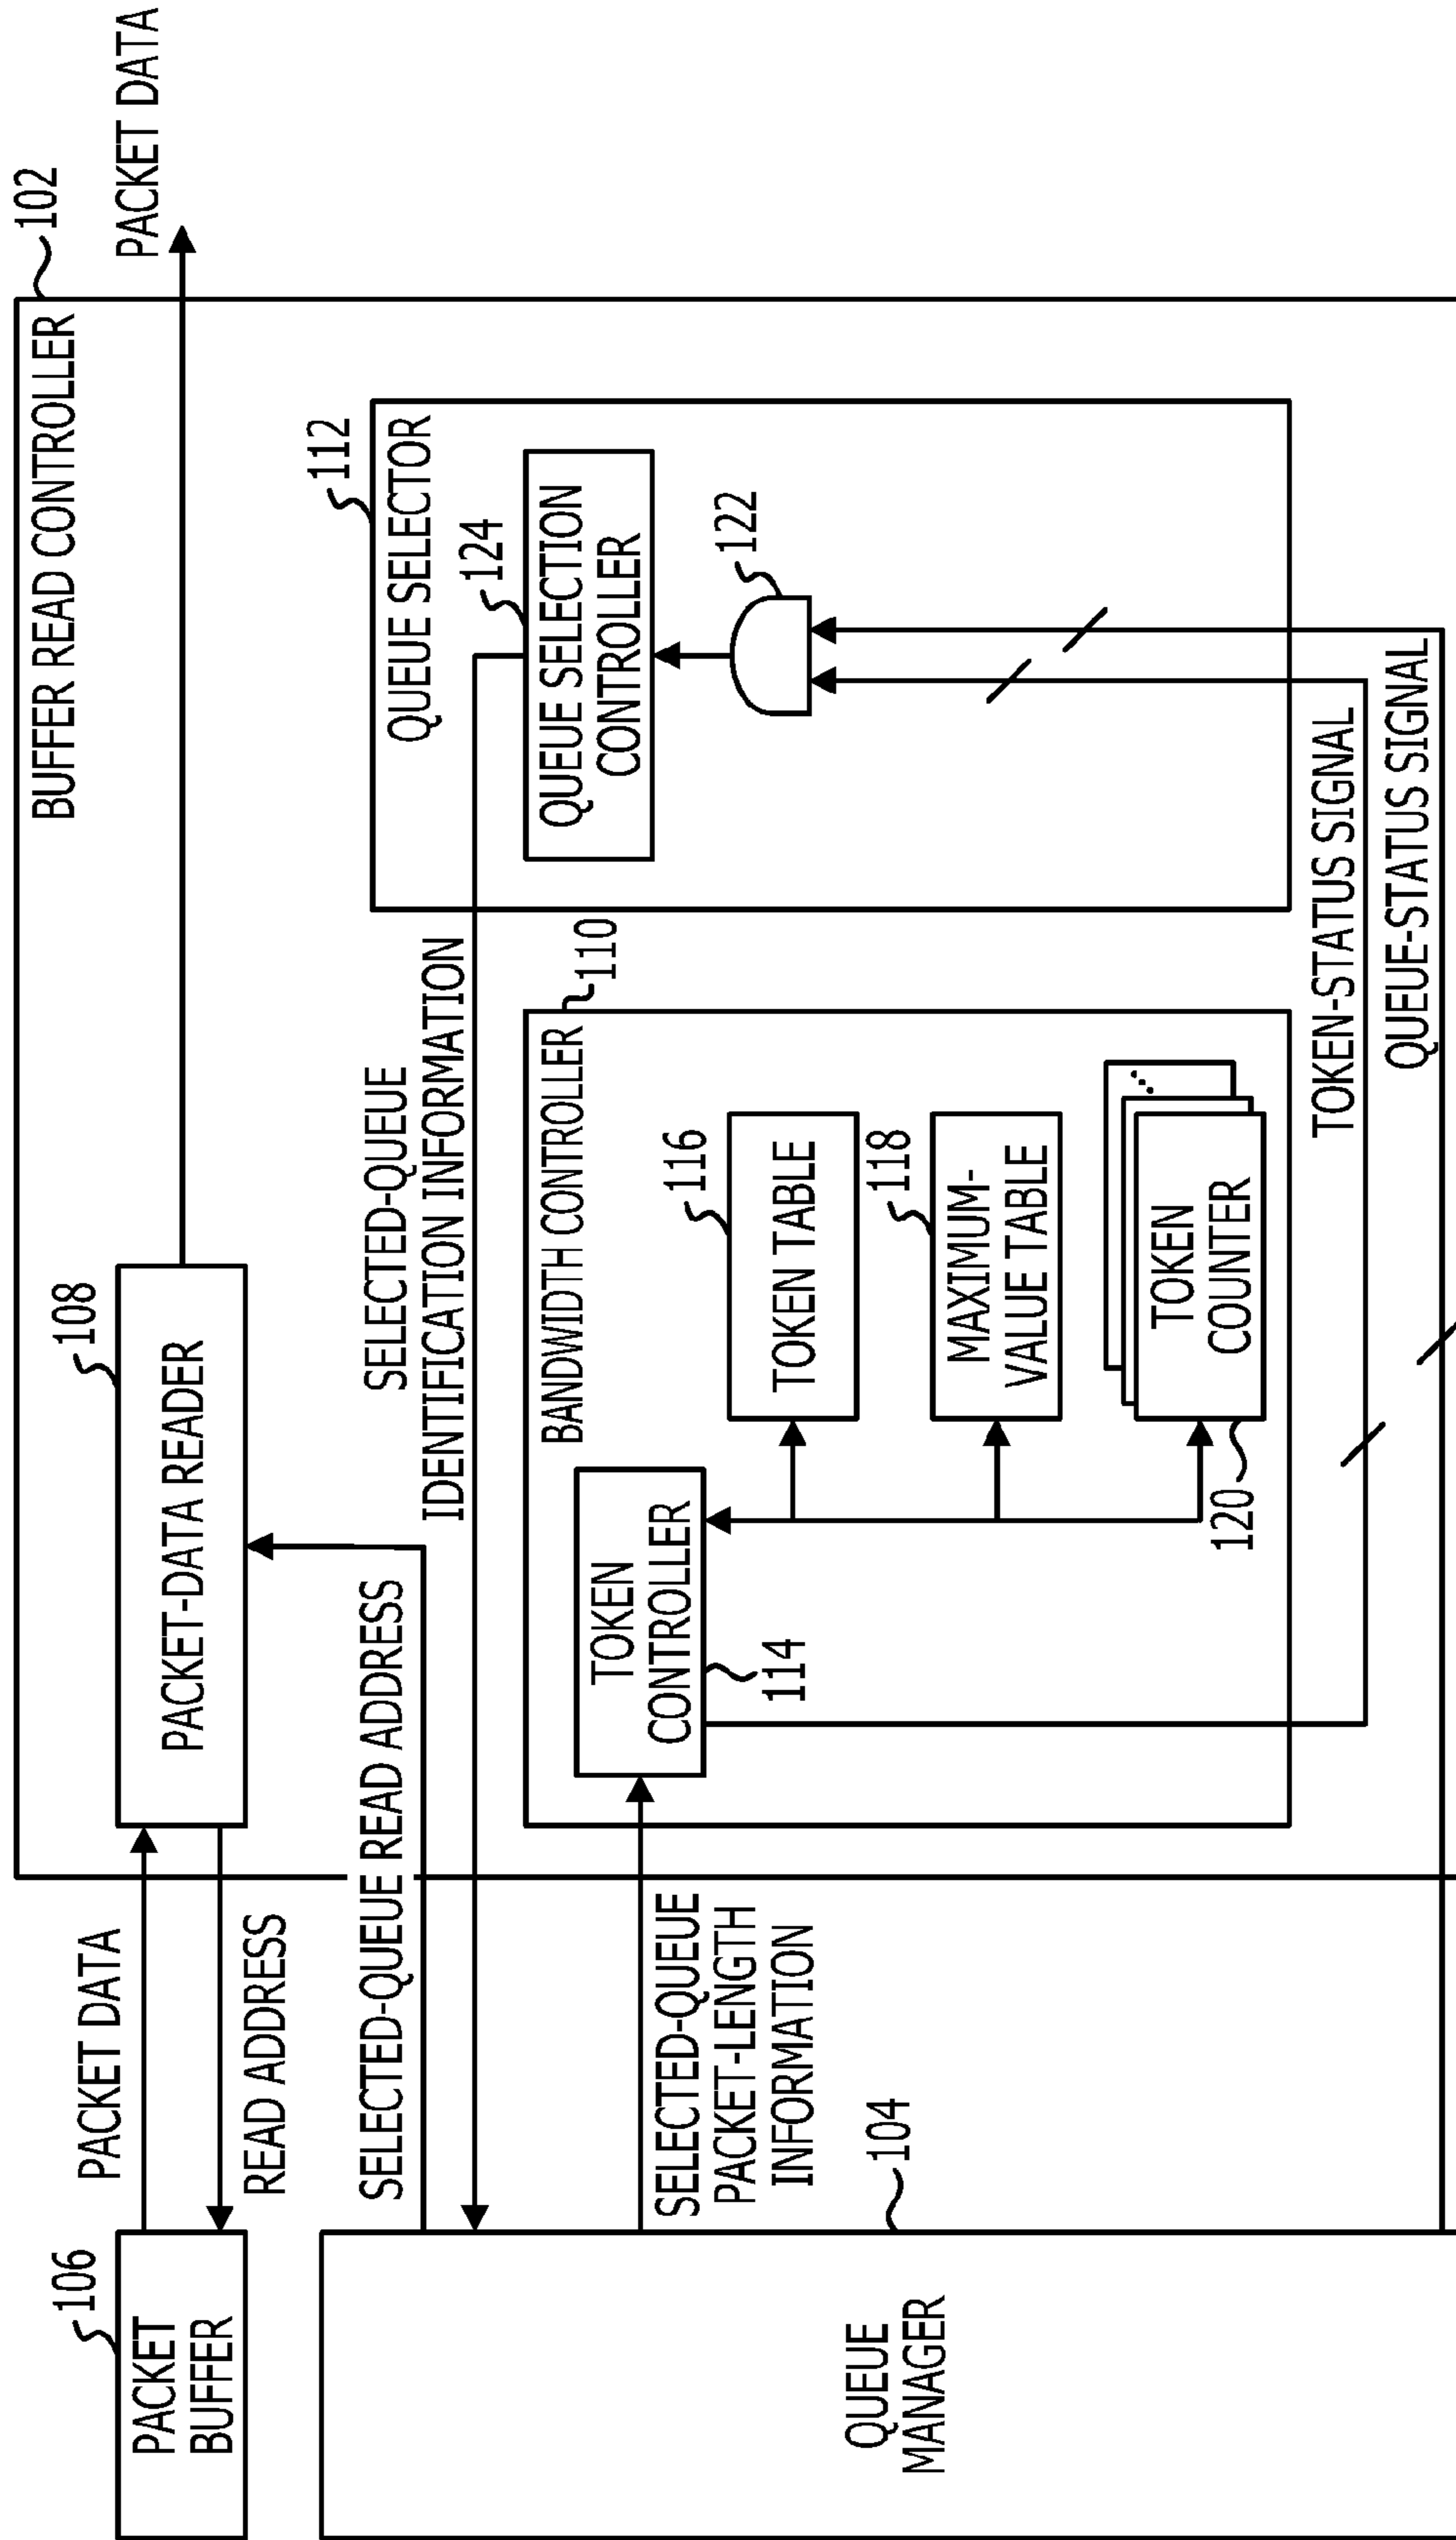 PACKET DATA
102
BUFFER READ CONTROLLER
106
PACKET
BUFFER
PACKET DATA
READ ADDRESS
108
PACKET-DATA READER
SELECTED-QUEUE READ ADDRESS
SELECTED-QUEUE
IDENTIFICATION INFORMATION
112
QUEUE SELECTOR
124
QUEUE SELECTION
CONTROLLER
122
110
BANDWIDTH CONTROLLER
TOKEN
CONTROLLER
114
116
TOKEN TABLE
118
MAXIMUM-
VALUE TABLE
TOKEN
COUNTER
120
SELECTED-QUEUE
PACKET-LENGTH
INFORMATION
104
QUEUE
MANAGER
TOKEN-STATUS SIGNAL
QUEUE-STATUS SIGNAL